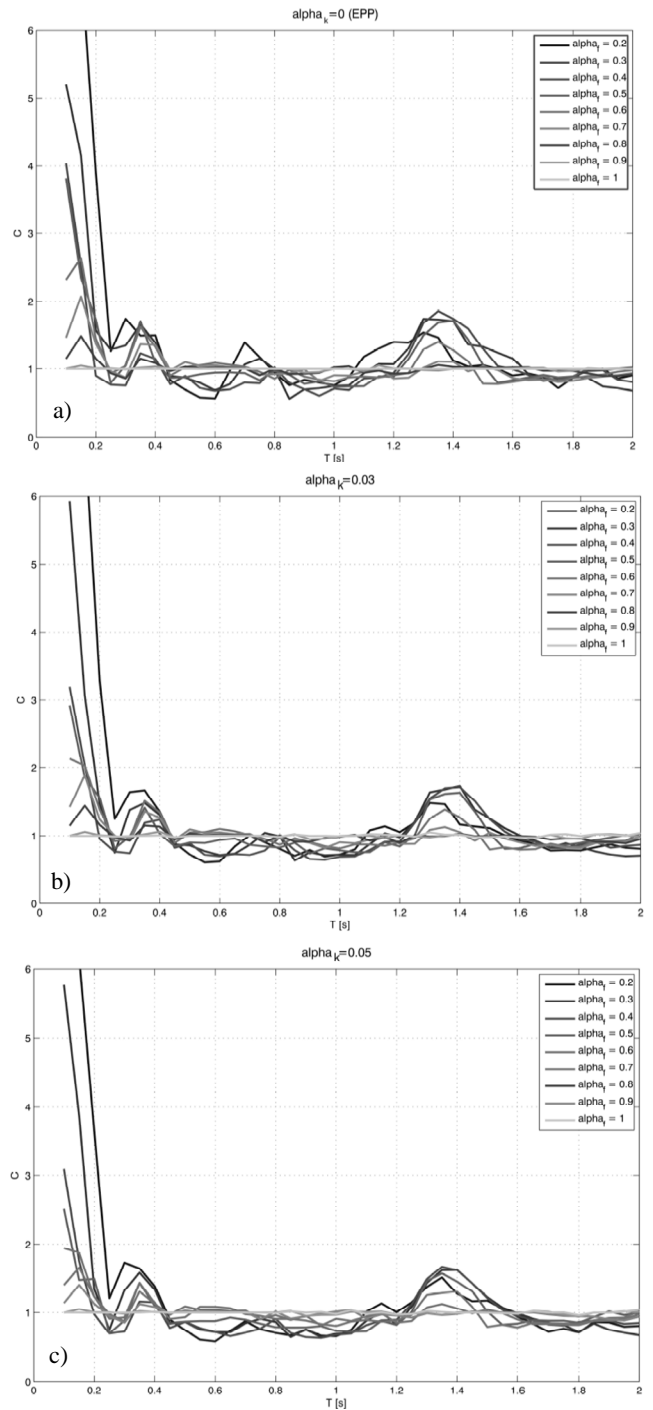 alpha_k=0 (EPP)
6
5
4
3
2
1
0
C
0
0.2
0.4
0.6
0.8
1
1.2
1.4
1.6
1.8
2
T [s]
alpha_f = 0.2
alpha_f = 0.3
alpha_f = 0.4
alpha_f = 0.5
alpha_f = 0.6
alpha_f = 0.7
alpha_f = 0.8
alpha_f = 0.9
alpha_f = 1
a)
alpha_k=0.03
6
5
4
3
2
1
0
C
0
0.2
0.4
0.6
0.8
1
1.2
1.4
1.6
1.8
2
T [s]
alpha_f = 0.2
alpha_f = 0.3
alpha_f = 0.4
alpha_f = 0.5
alpha_f = 0.6
alpha_f = 0.7
alpha_f = 0.8
alpha_f = 0.9
alpha_f = 1
b)
alpha_k=0.05
6
5
4
3
2
1
0
C
0
0.2
0.4
0.6
0.8
1
1.2
1.4
1.6
1.8
2
T [s]
alpha_f = 0.2
alpha_f = 0.3
alpha_f = 0.4
alpha_f = 0.5
alpha_f = 0.6
alpha_f = 0.7
alpha_f = 0.8
alpha_f = 0.9
alpha_f = 1
c)